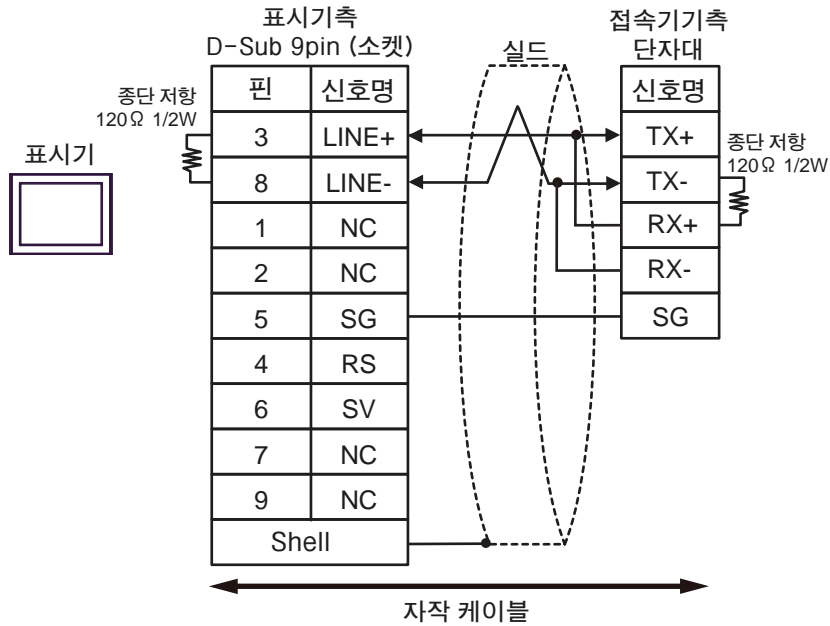 표시기측
D-Sub 9pin (소켓)
접속기기측
단자대
실드
종단 저항
120Ω 1/2W
표시기
핀 신호명
3 LINE+
8 LINE-
1 NC
2 NC
5 SG
4 RS
6 SV
7 NC
9 NC
Shell
신호명
TX+
TX-
RX+
RX-
SG
종단 저항
120Ω 1/2W
자작 케이블